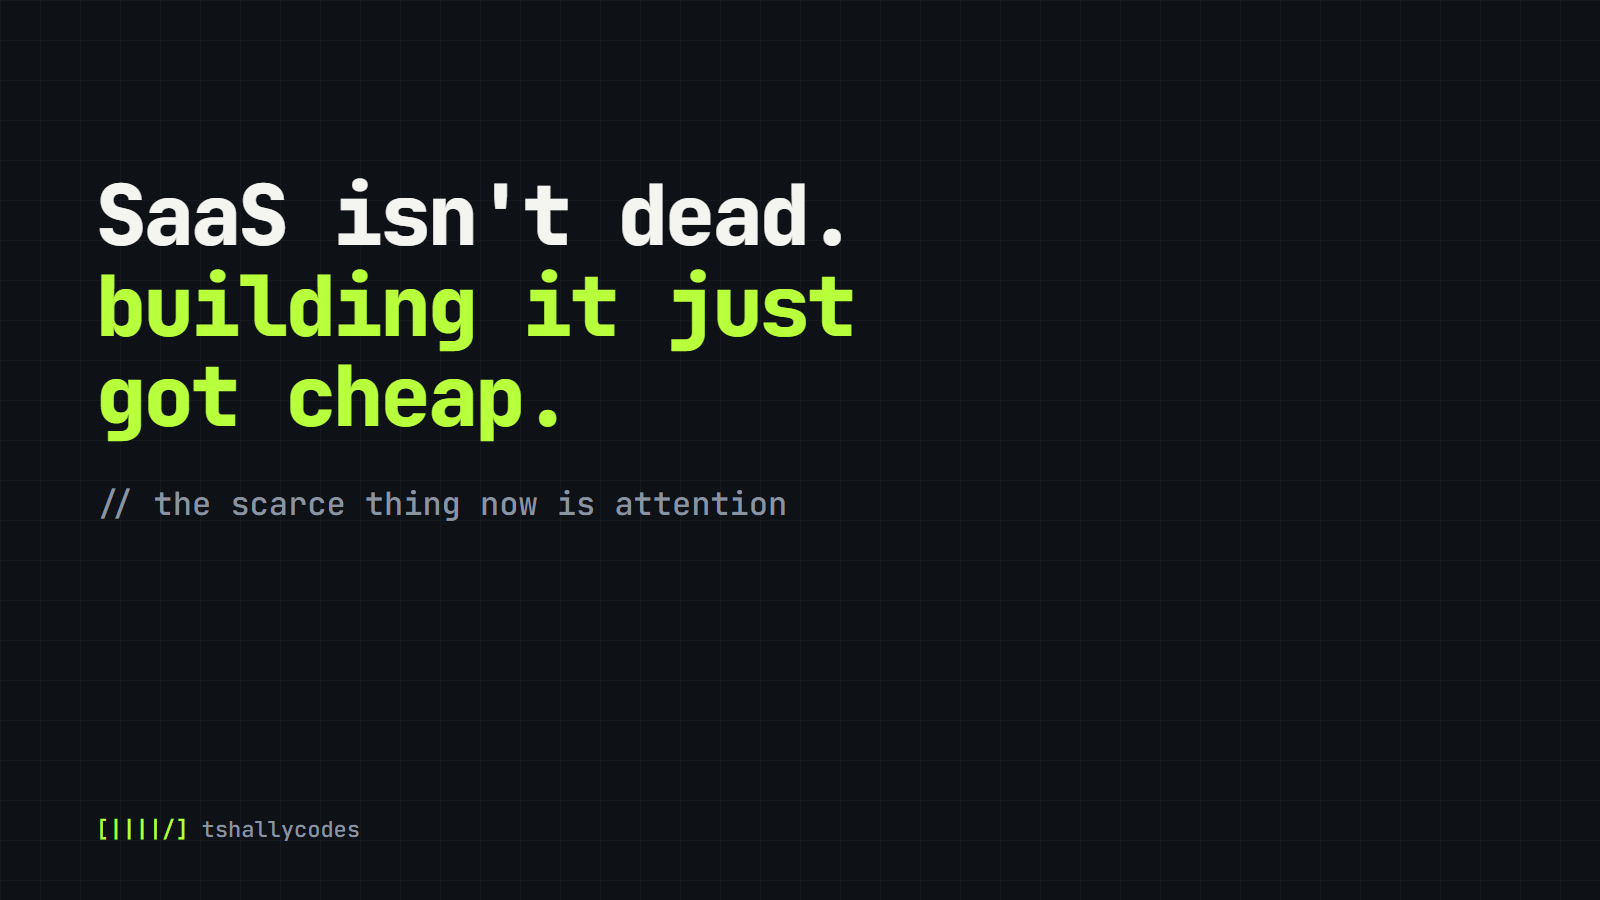 SaaS isn't dead.
building it just
got cheap.
// the scarce thing now is attention
[||||/] tshallycodes